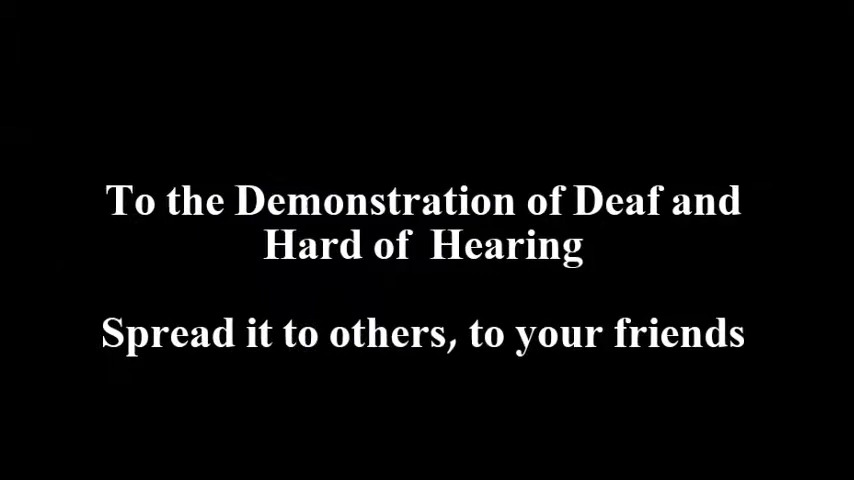 To the Demonstration of Deaf and
Hard of  Hearing
Spread it to others, to your friends